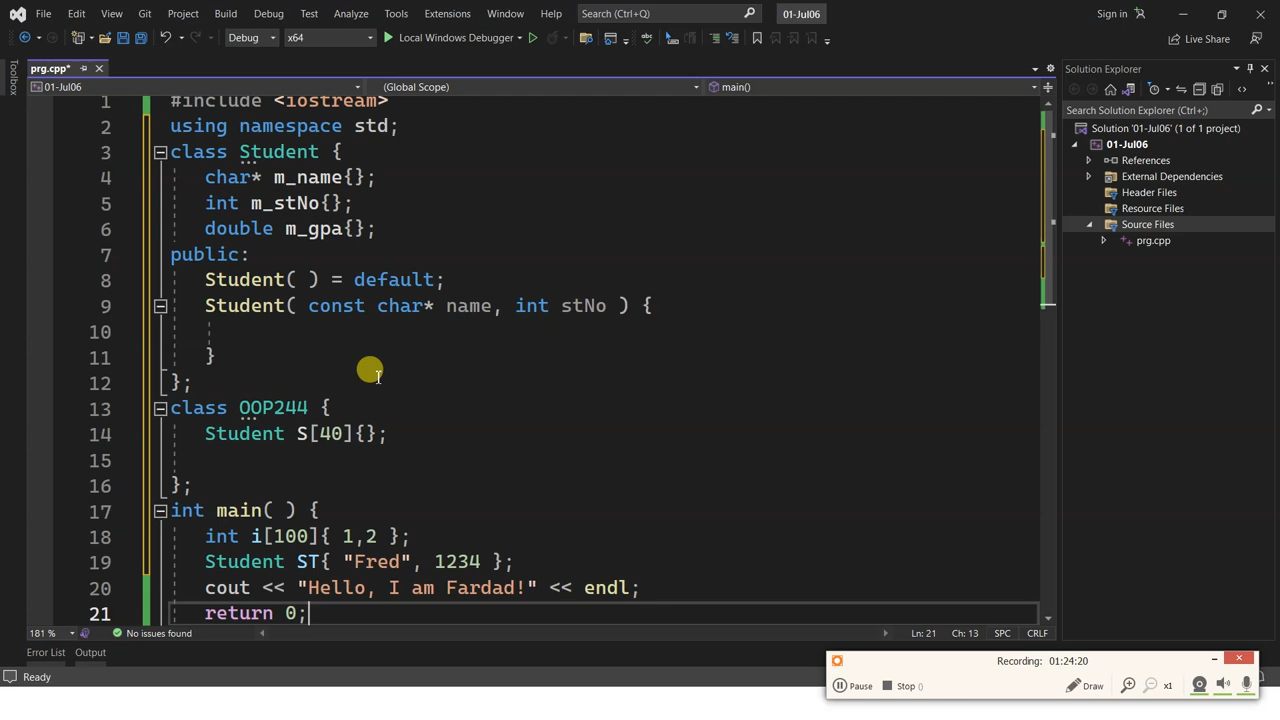 File Edit View Git Project Build Debug Test Analyze Tools Extensions Window Help Search (Ctrl+Q) 01-Jul06 Sign in
Debug x64 Local Windows Debugger Live Share
Toolbox
prg.cpp*
01-Jul06 (Global Scope) main()
1 #include <iostream>
2 using namespace std;
3 class Student {
4 char* m_name{};
5 int m_stNo{};
6 double m_gpa{};
7 public:
8 Student( ) = default;
9 Student( const char* name, int stNo ) {
10
11 }
12 };
13 class OOP244 {
14 Student S[40]{};
15
16 };
17 int main( ) {
18 int i[100]{ 1,2 };
19 Student ST{ "Fred", 1234 };
20 cout << "Hello, I am Fardad!" << endl;
21 return 0;
181 % No issues found Ln: 21 Ch: 13 SPC CRLF
Error List Output
Ready
Solution Explorer
Search Solution Explorer (Ctrl+;)
Solution '01-Jul06' (1 of 1 project)
01-Jul06
References
External Dependencies
Header Files
Resource Files
Source Files
prg.cpp
Recording: 01:24:20
Pause Stop () Draw x1